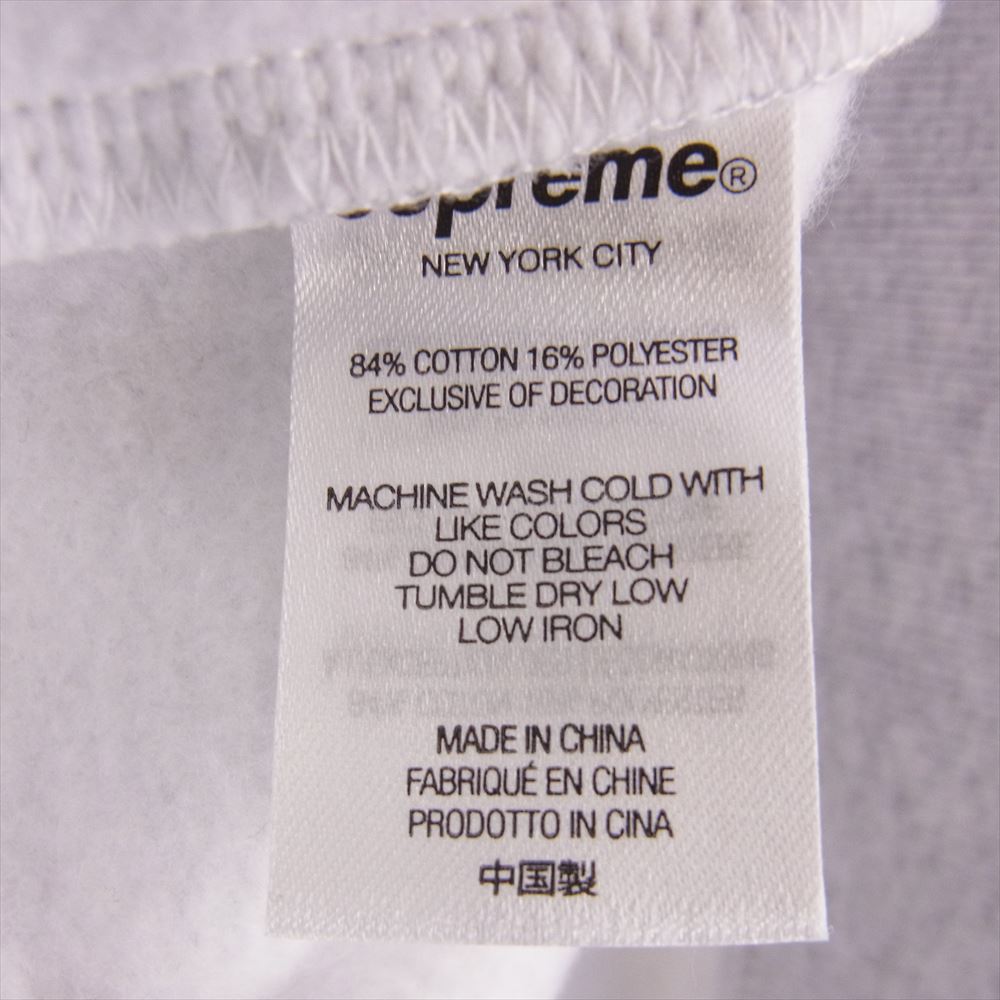 Supreme®
NEW YORK CITY
84% COTTON 16% POLYESTER
EXCLUSIVE OF DECORATION
MACHINE WASH COLD WITH
LIKE COLORS
DO NOT BLEACH
TUMBLE DRY LOW
LOW IRON
MADE IN CHINA
FABRIQUÉ EN CHINE
PRODOTTO IN CINA
中国製